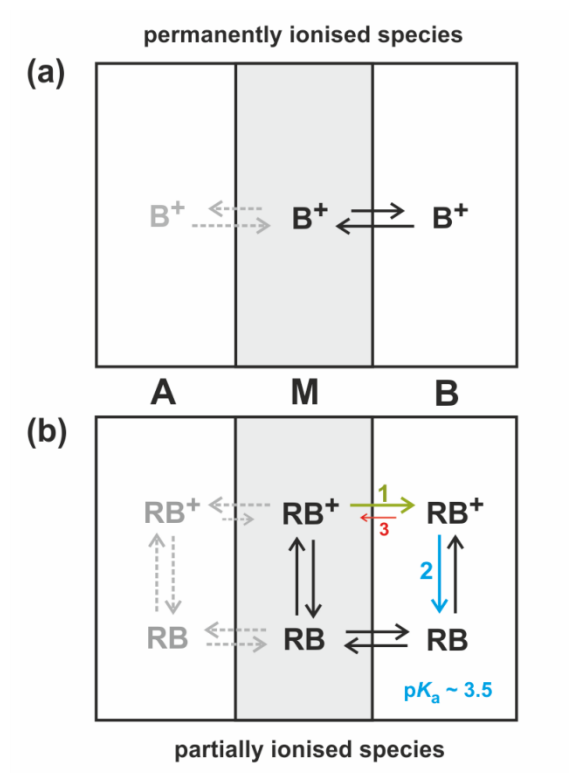 permanently ionised species
(a)
B⁺ B⁺ B⁺
A M B
(b)
1
RB⁺ RB⁺ RB⁺
3
2
RB RB RB
pKₐ ~ 3.5
partially ionised species